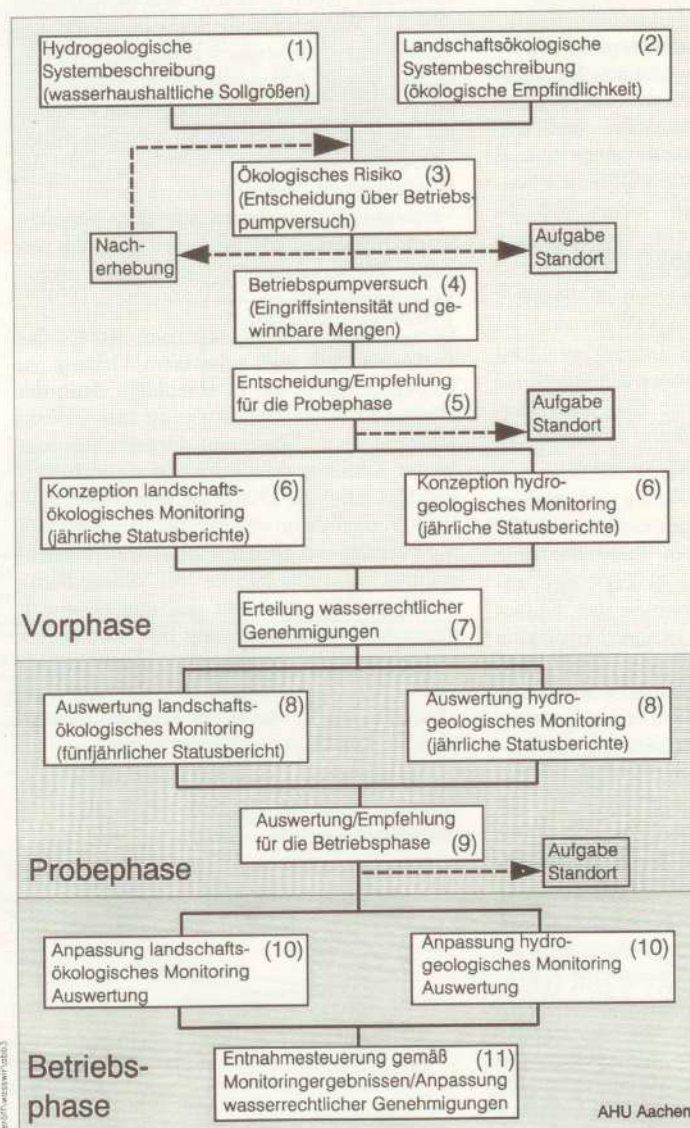 Hydrogeologische (1)
Systembeschreibung
(wasserhaushaltliche Sollgrößen)
Landschaftsökologische (2)
Systembeschreibung
(ökologische Empfindlichkeit)
Ökologisches Risiko (3)
(Entscheidung über Betriebs-
pumpversuch)
Nach-
erhebung
Aufgabe
Standort
Betriebspumpversuch (4)
(Eingriffsintensität und ge-
winnbare Mengen)
Entscheidung/Empfehlung
für die Probephase (5)
Aufgabe
Standort
Konzeption landschafts- (6)
ökologisches Monitoring
(jährliche Statusberichte)
Konzeption hydro- (6)
geologisches Monitoring
(jährliche Statusberichte)
Vorphase
Erteilung wasserrechtlicher
Genehmigungen (7)
Auswertung landschafts- (8)
ökologisches Monitoring
(fünfjährlicher Statusbericht)
Auswertung hydro- (8)
geologisches Monitoring
(jährliche Statusberichte)
Auswertung/Empfehlung
für die Betriebsphase (9)
Probephase
Aufgabe
Standort
Anpassung landschafts- (10)
ökologisches Monitoring
Auswertung
Anpassung hydro- (10)
geologisches Monitoring
Auswertung
Betriebs-
phase
Entnahmesteuerung gemäß (11)
Monitoringergebnissen/Anpassung
wasserrechtlicher Genehmigungen
AHU Aachen